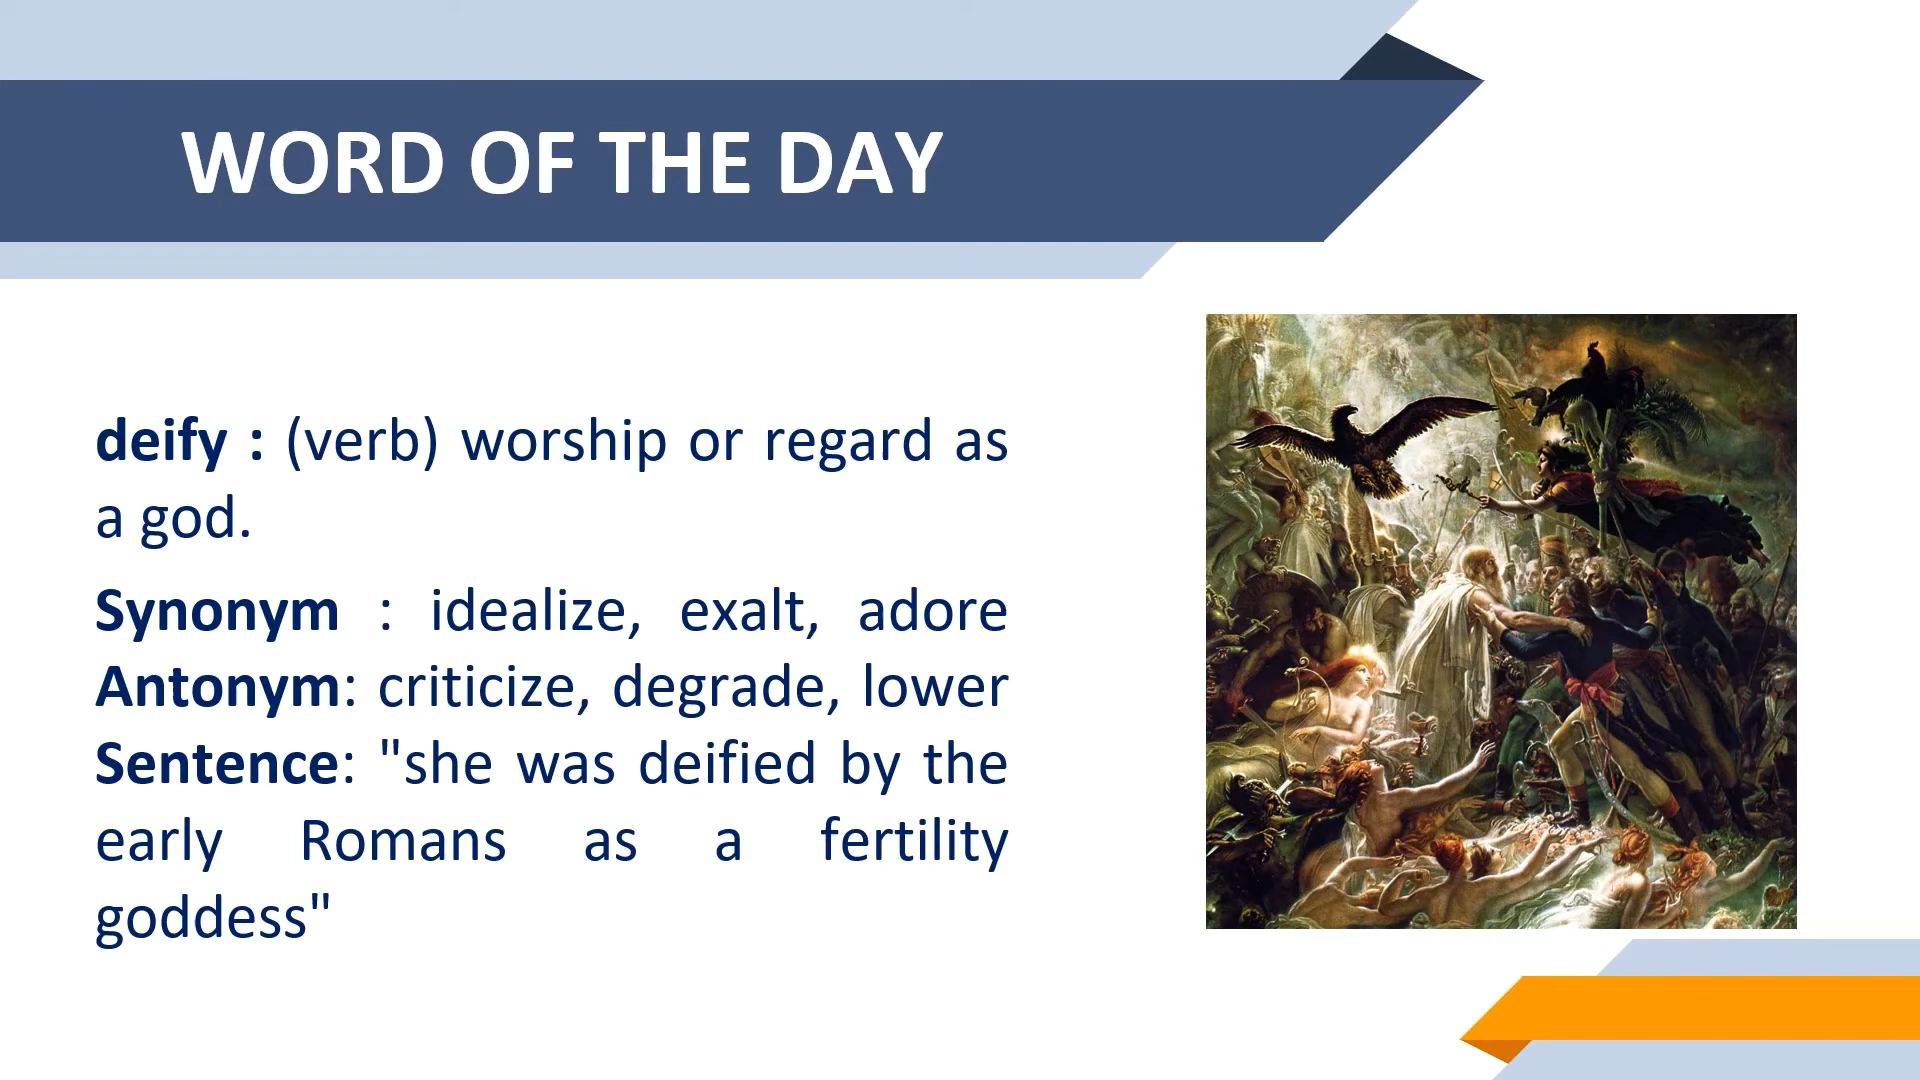 WORD OF THE DAY
deify : (verb) worship or regard as
a god.
Synonym : idealize, exalt, adore
Antonym: criticize, degrade, lower
Sentence: "she was deified by the
early Romans as a fertility
goddess"